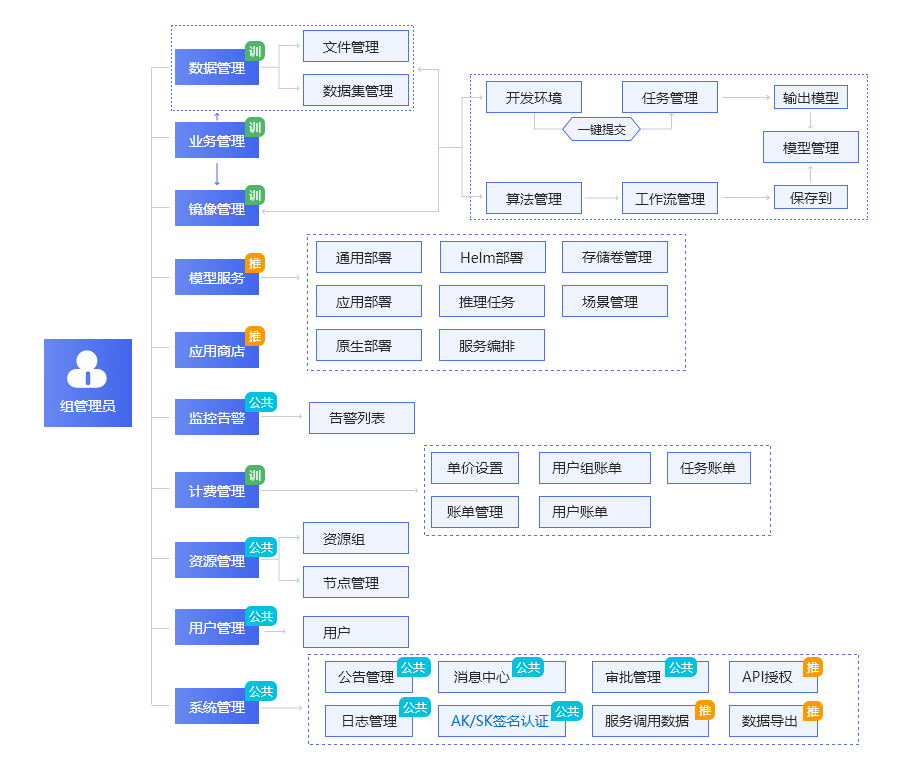 组管理员
数据管理
训
文件管理
数据集管理
业务管理
训
镜像管理
训
开发环境
任务管理
输出模型
一键提交
模型管理
算法管理
工作流管理
保存到
模型服务
推
通用部署
Helm部署
存储卷管理
应用部署
推理任务
场景管理
原生部署
服务编排
应用商店
推
监控告警
公共
告警列表
计费管理
训
单价设置
用户组账单
任务账单
账单管理
用户账单
资源管理
公共
资源组
节点管理
用户管理
公共
用户
系统管理
公共
公告管理
公共
消息中心
公共
审批管理
公共
API授权
推
日志管理
公共
AK/SK签名认证
公共
服务调用数据
推
数据导出
推